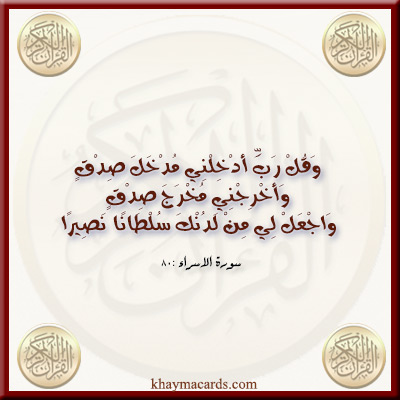 وَقُلْ رَبِّ أَدْخِلْنِي مُدْخَلَ صِدْقٍ
وَأَخْرِجْنِي مُخْرَجَ صِدْقٍ
وَاجْعَلْ لِي مِنْ لَدُنْكَ سُلْطَانًا نَصِيرًا
سورة الاسراء :٨٠
khaymacards.com